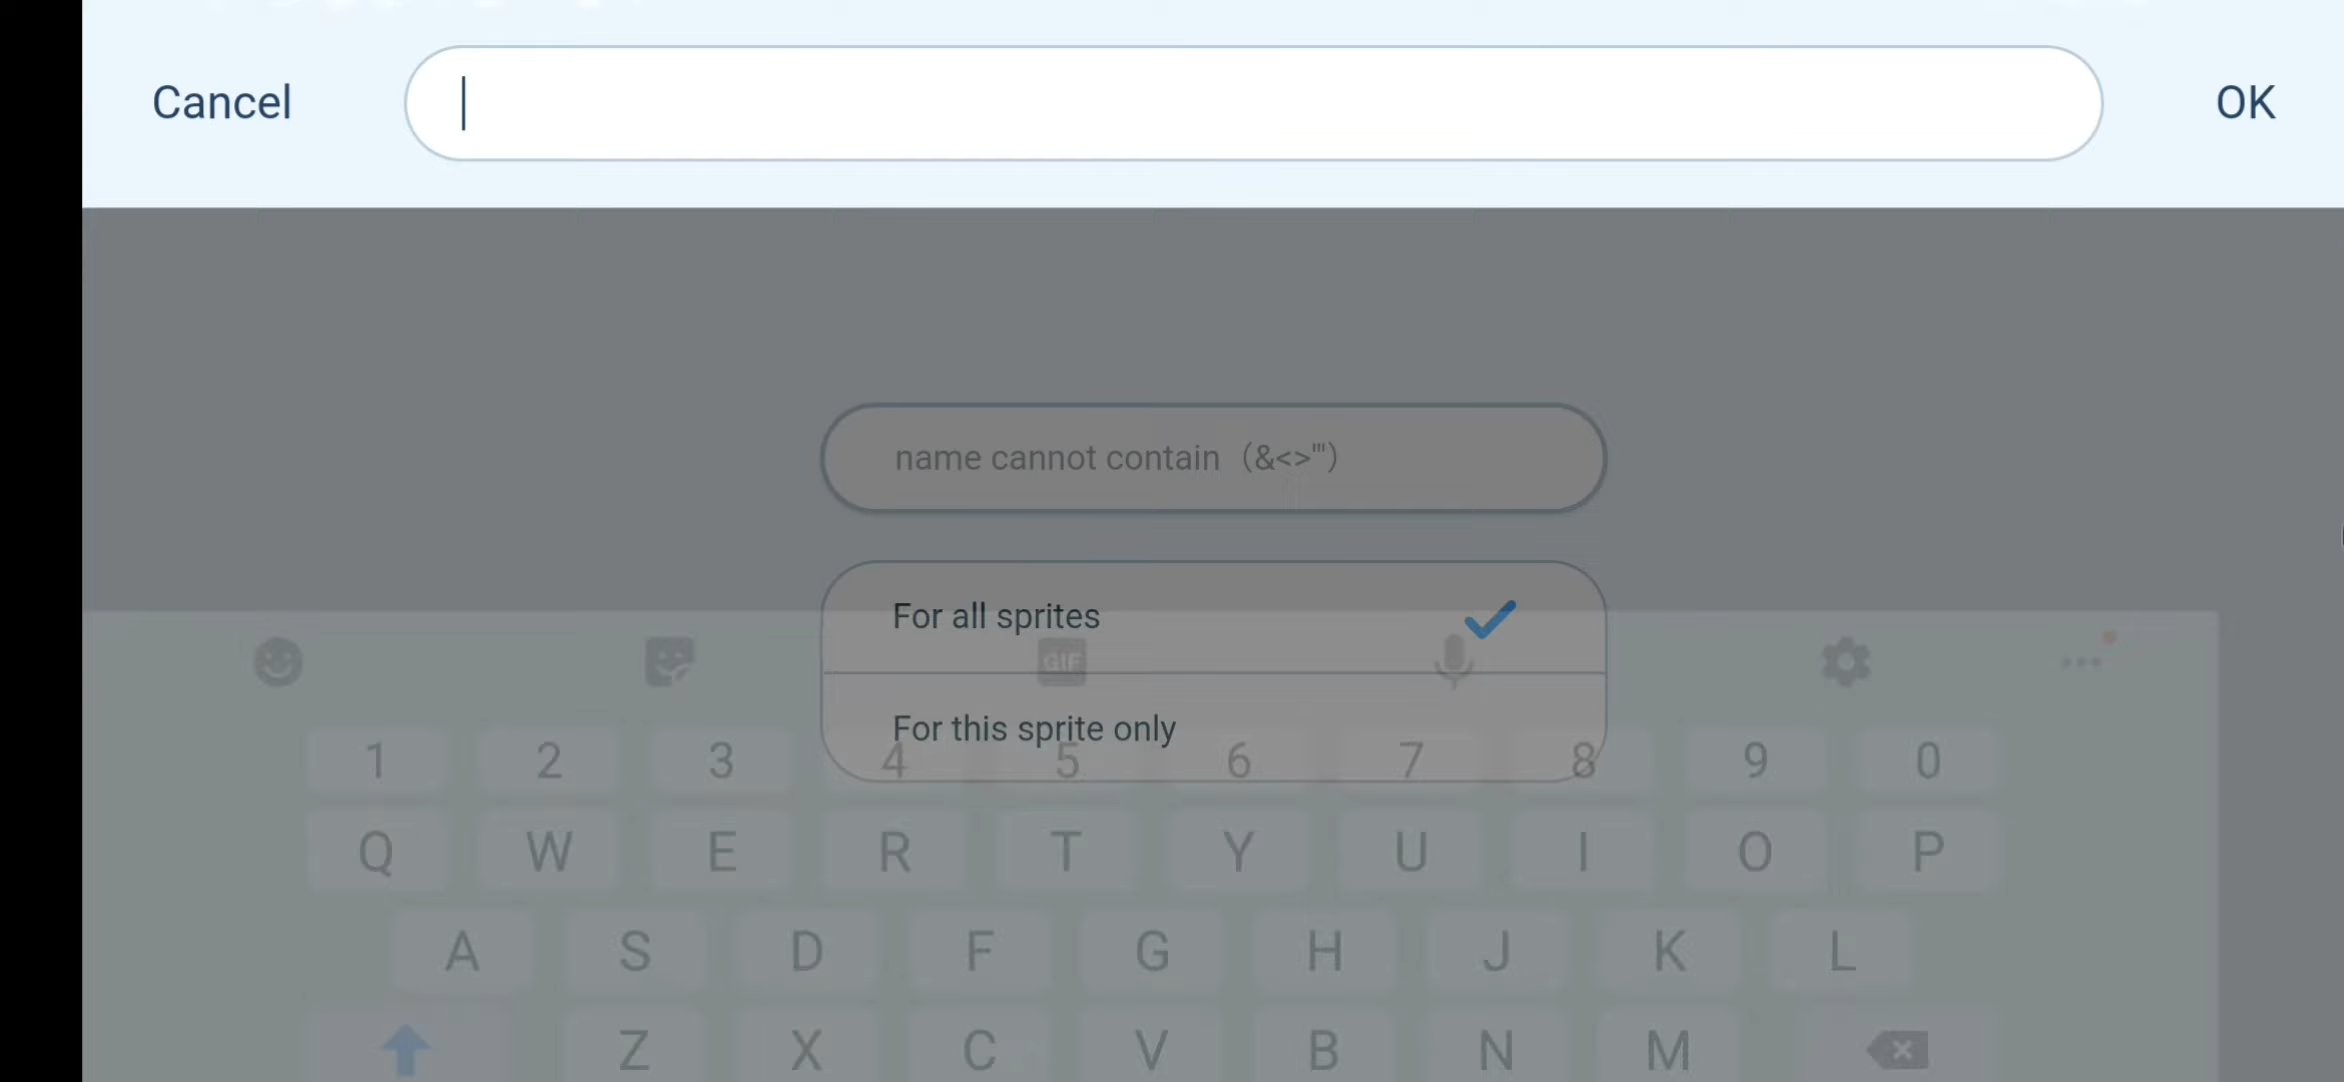 Cancel
OK
name cannot contain（&<>'"）
For all sprites
GIF
For this sprite only
1 2 3 4 5 6 7 8 9 0
Q W E R T Y U I O P
A S D F G H J K L
Z X C V B N M